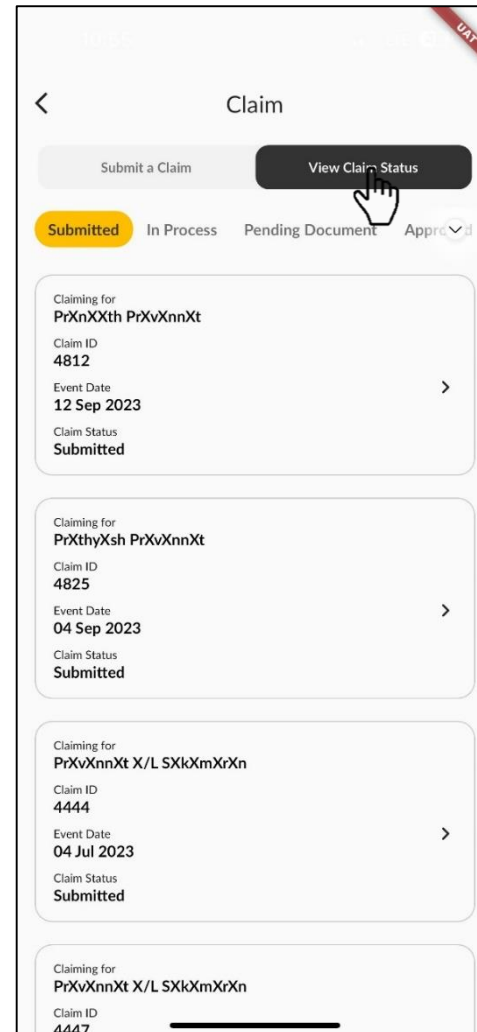 UAT
Claim
Submit a Claim View Claim Status
Submitted In Process Pending Document
Claiming for
PrXnXXth PrXvXnnXt
Claim ID
4812
Event Date
12 Sep 2023
Claim Status
Submitted
Claiming for
PrXthyXsh PrXvXnnXt
Claim ID
4825
Event Date
04 Sep 2023
Claim Status
Submitted
Claiming for
PrXvXnnXt X/L SXkXmXrXn
Claim ID
4444
Event Date
04 Jul 2023
Claim Status
Submitted
Claiming for
PrXvXnnXt X/L SXkXmXrXn
Claim ID
4447